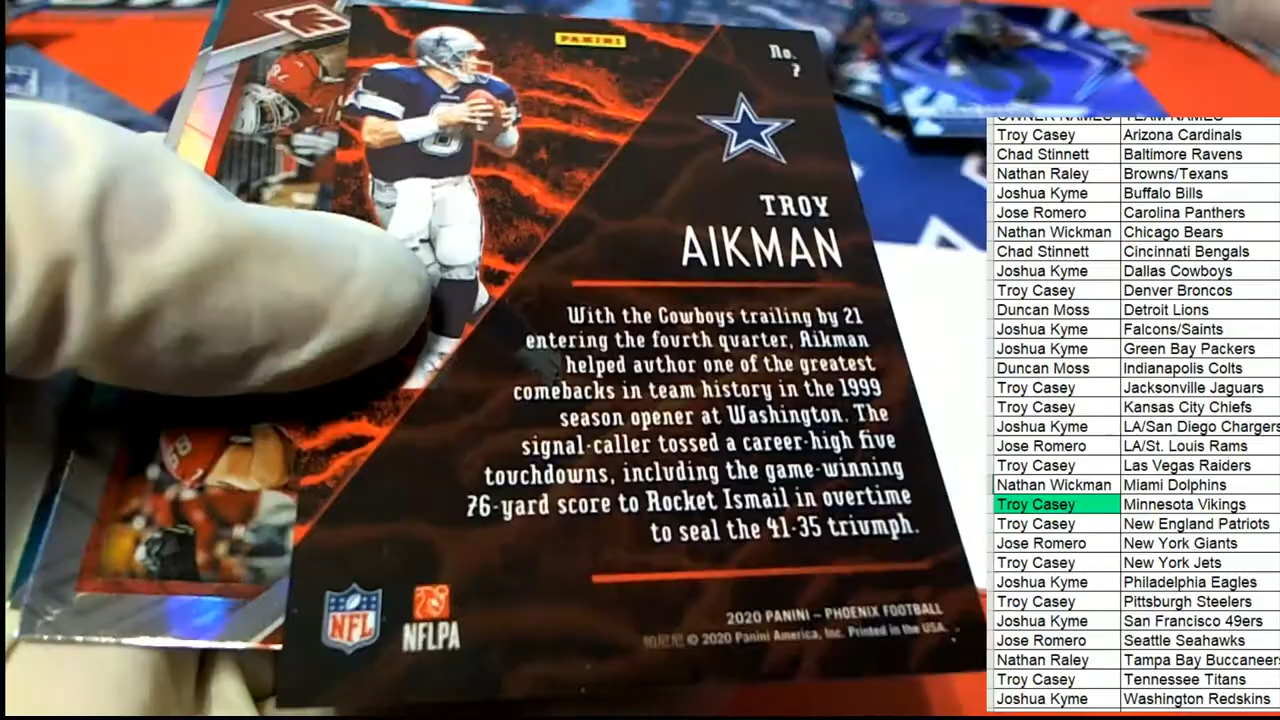 PANINI
No.
7
TROY
AIKMAN
With the Cowboys trailing by 21
entering the fourth quarter, Aikman
helped author one of the greatest
comebacks in team history in the 1999
season opener at Washington. The
signal-caller tossed a career-high five
touchdowns, including the game-winning
76-yard score to Rocket Ismail in overtime
to seal the 41-35 triumph.
8
NFL
NFLPA
2020 PANINI – PHOENIX FOOTBALL
帕尼尼 © 2020 Panini America, Inc. Printed in the USA.
OWNER NAMES TEAM NAMES
Troy Casey Arizona Cardinals
Chad Stinnett Baltimore Ravens
Nathan Raley Browns/Texans
Joshua Kyme Buffalo Bills
Jose Romero Carolina Panthers
Nathan Wickman Chicago Bears
Chad Stinnett Cincinnati Bengals
Joshua Kyme Dallas Cowboys
Troy Casey Denver Broncos
Duncan Moss Detroit Lions
Joshua Kyme Falcons/Saints
Joshua Kyme Green Bay Packers
Duncan Moss Indianapolis Colts
Troy Casey Jacksonville Jaguars
Troy Casey Kansas City Chiefs
Joshua Kyme LA/San Diego Chargers
Jose Romero LA/St. Louis Rams
Troy Casey Las Vegas Raiders
Nathan Wickman Miami Dolphins
Troy Casey Minnesota Vikings
Troy Casey New England Patriots
Jose Romero New York Giants
Troy Casey New York Jets
Joshua Kyme Philadelphia Eagles
Troy Casey Pittsburgh Steelers
Joshua Kyme San Francisco 49ers
Jose Romero Seattle Seahawks
Nathan Raley Tampa Bay Buccaneers
Troy Casey Tennessee Titans
Joshua Kyme Washington Redskins